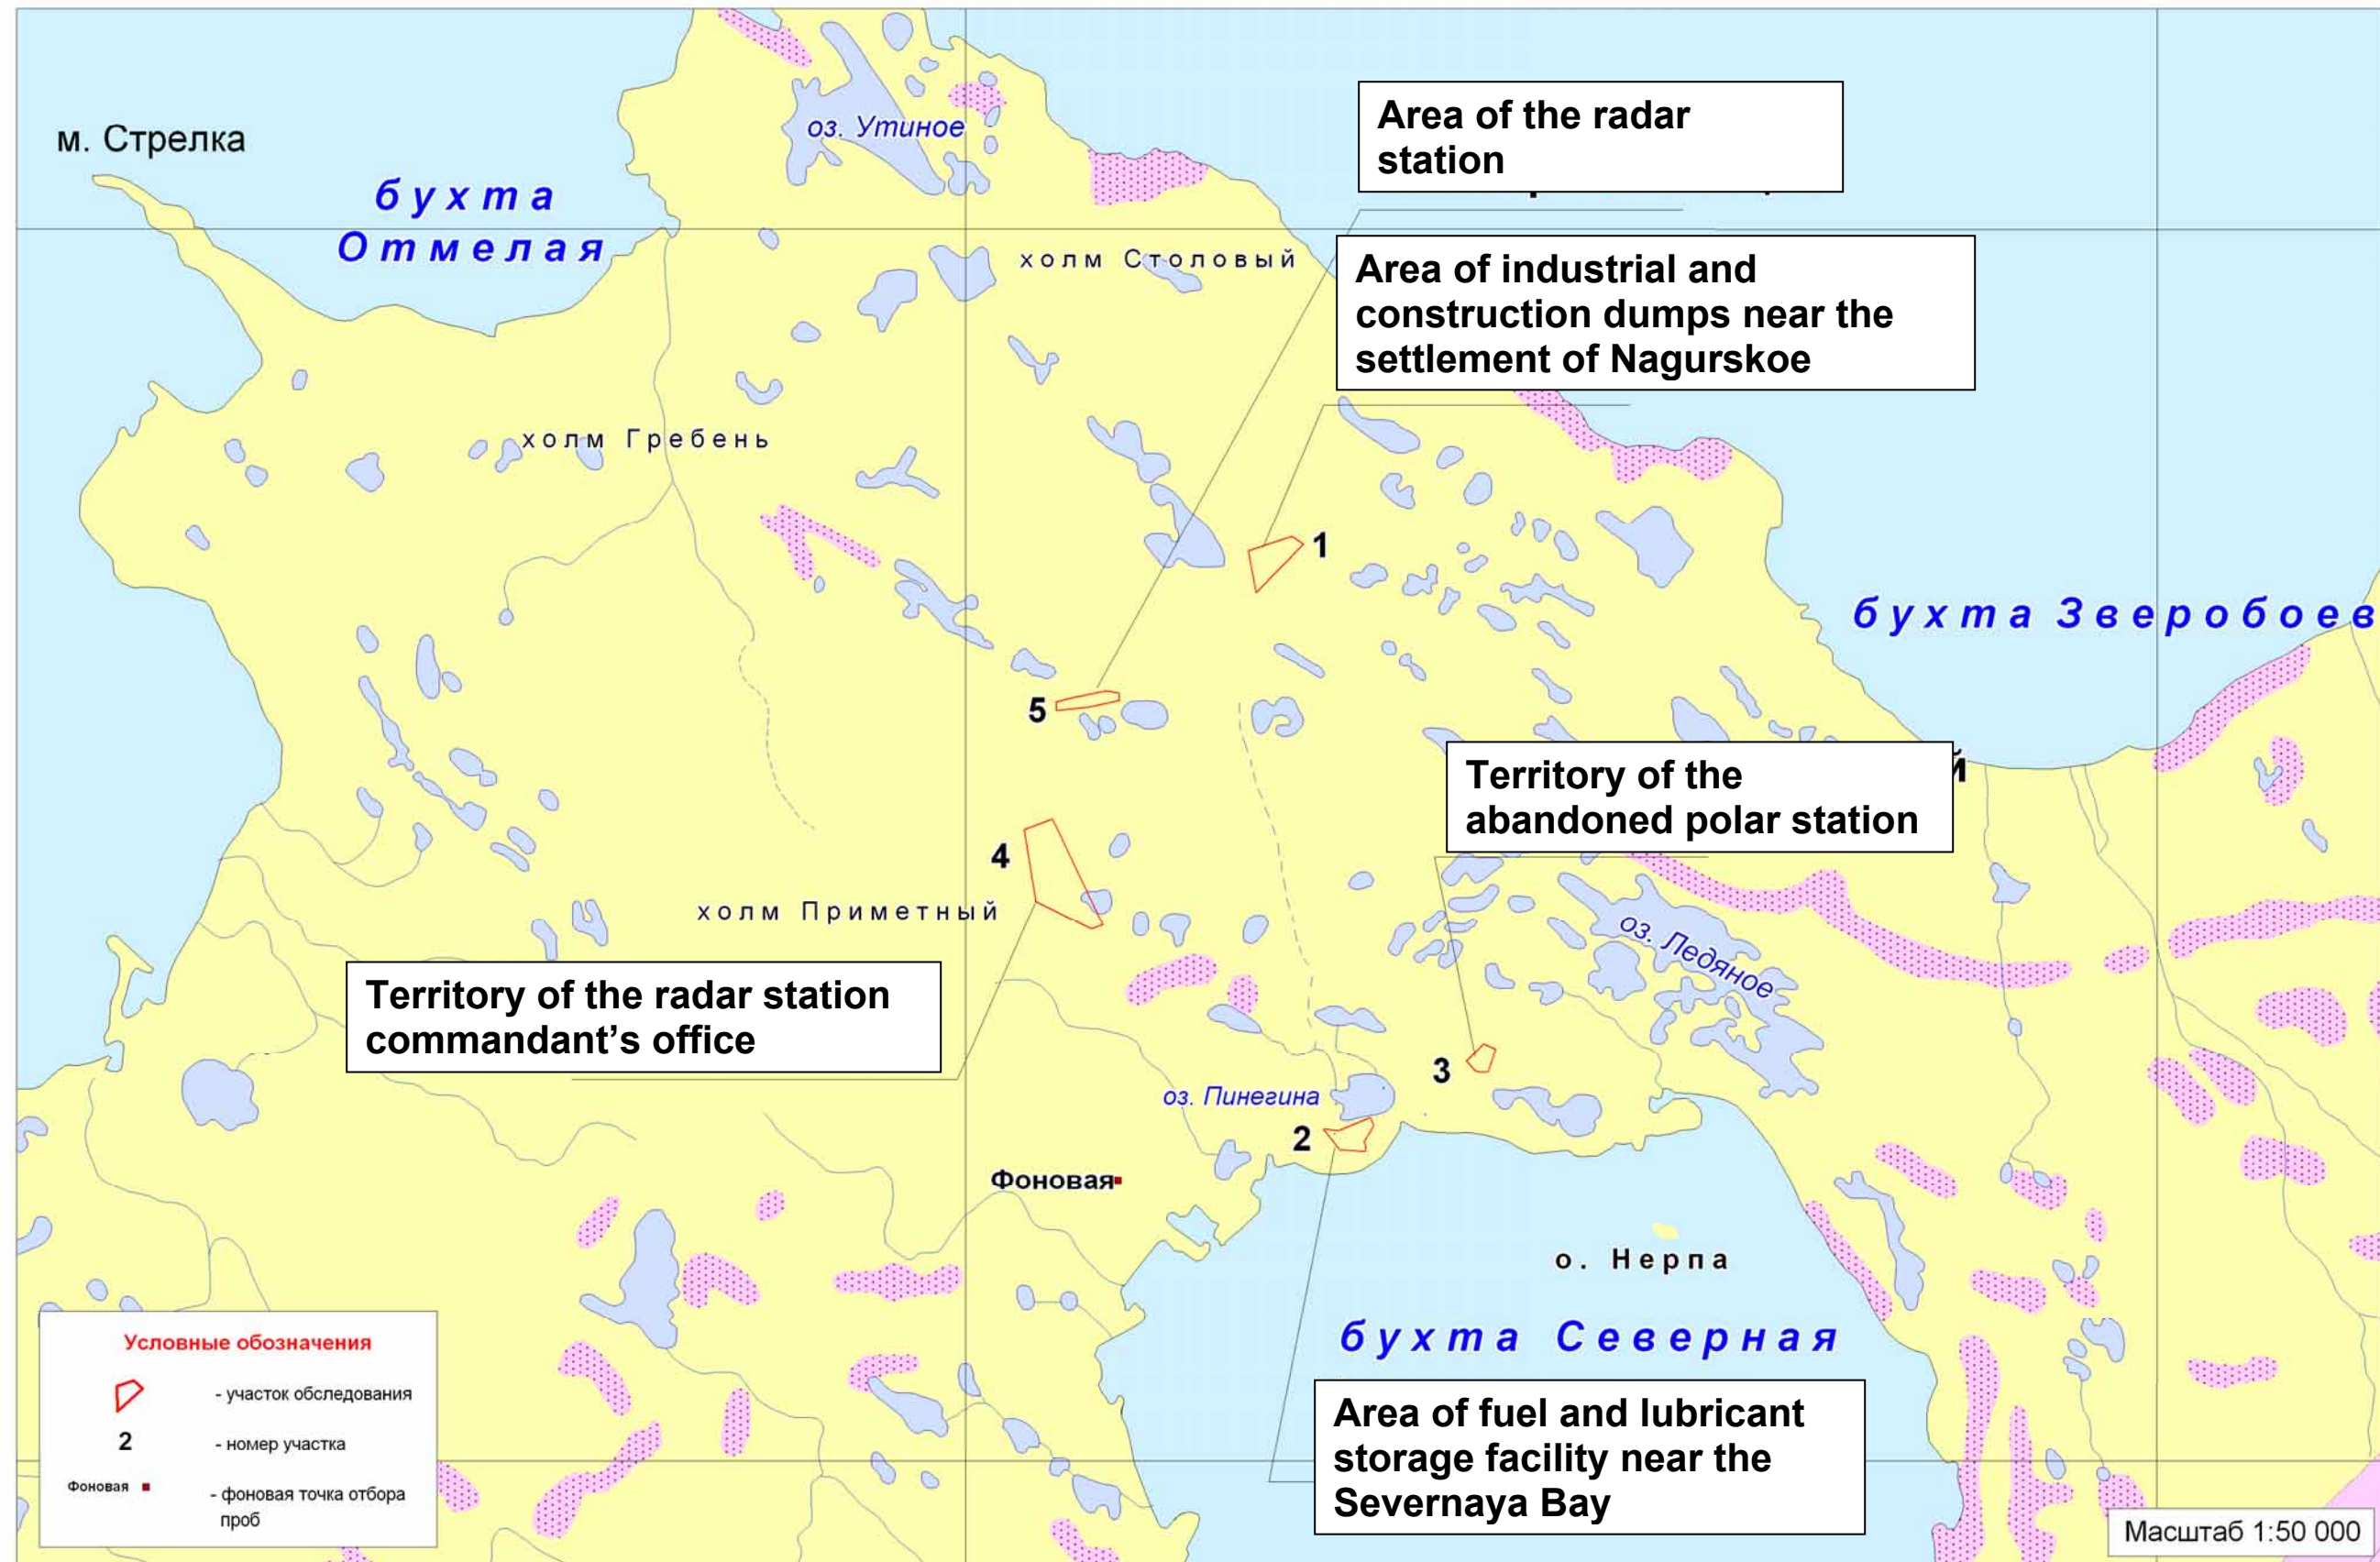 м. Стрелка
бухта
Отмелая
оз. Утиное
Area of the radar
station
холм Столовый
Area of industrial and
construction dumps near the
settlement of Nagurskoe
холм Гребень
1
бухта Зверобоев
5
Territory of the
abandoned polar station
й
4
холм Приметный
оз. Ледяное
Territory of the radar station
commandant’s office
3
оз. Пинегина
2
Фоновая
о. Нерпа
бухта Северная
Area of fuel and lubricant
storage facility near the
Severnaya Bay
Условные обозначения
- участок обследования
2 - номер участка
Фоновая - фоновая точка отбора
проб
Масштаб 1:50 000